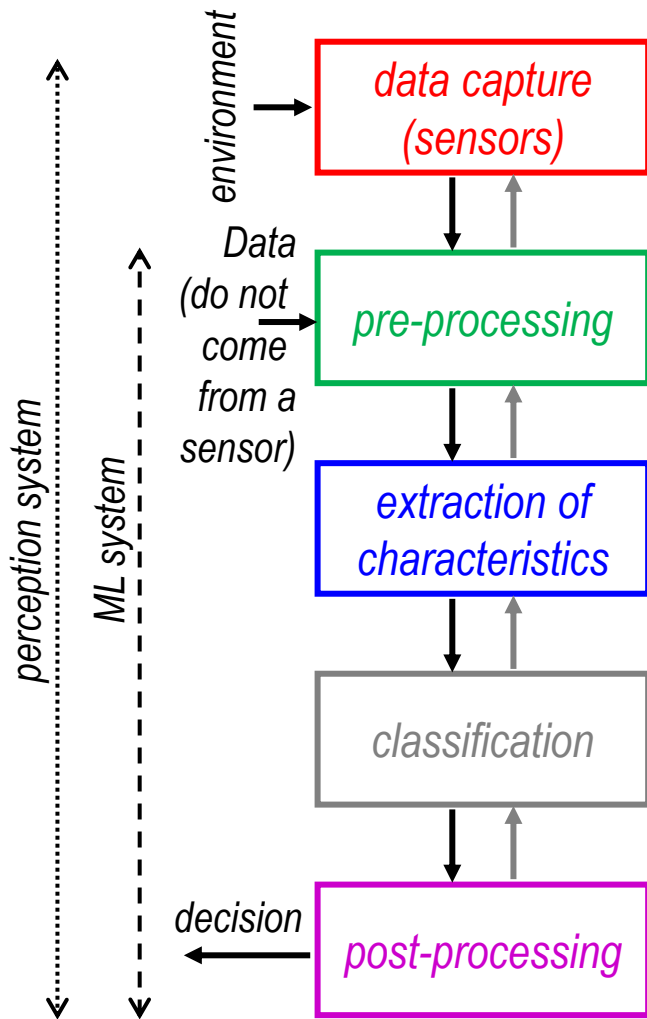 environment
data capture
(sensors)
Data
(do not
come
from a
sensor)
pre-processing
perception system
ML system
extraction of
characteristics
classification
decision
post-processing